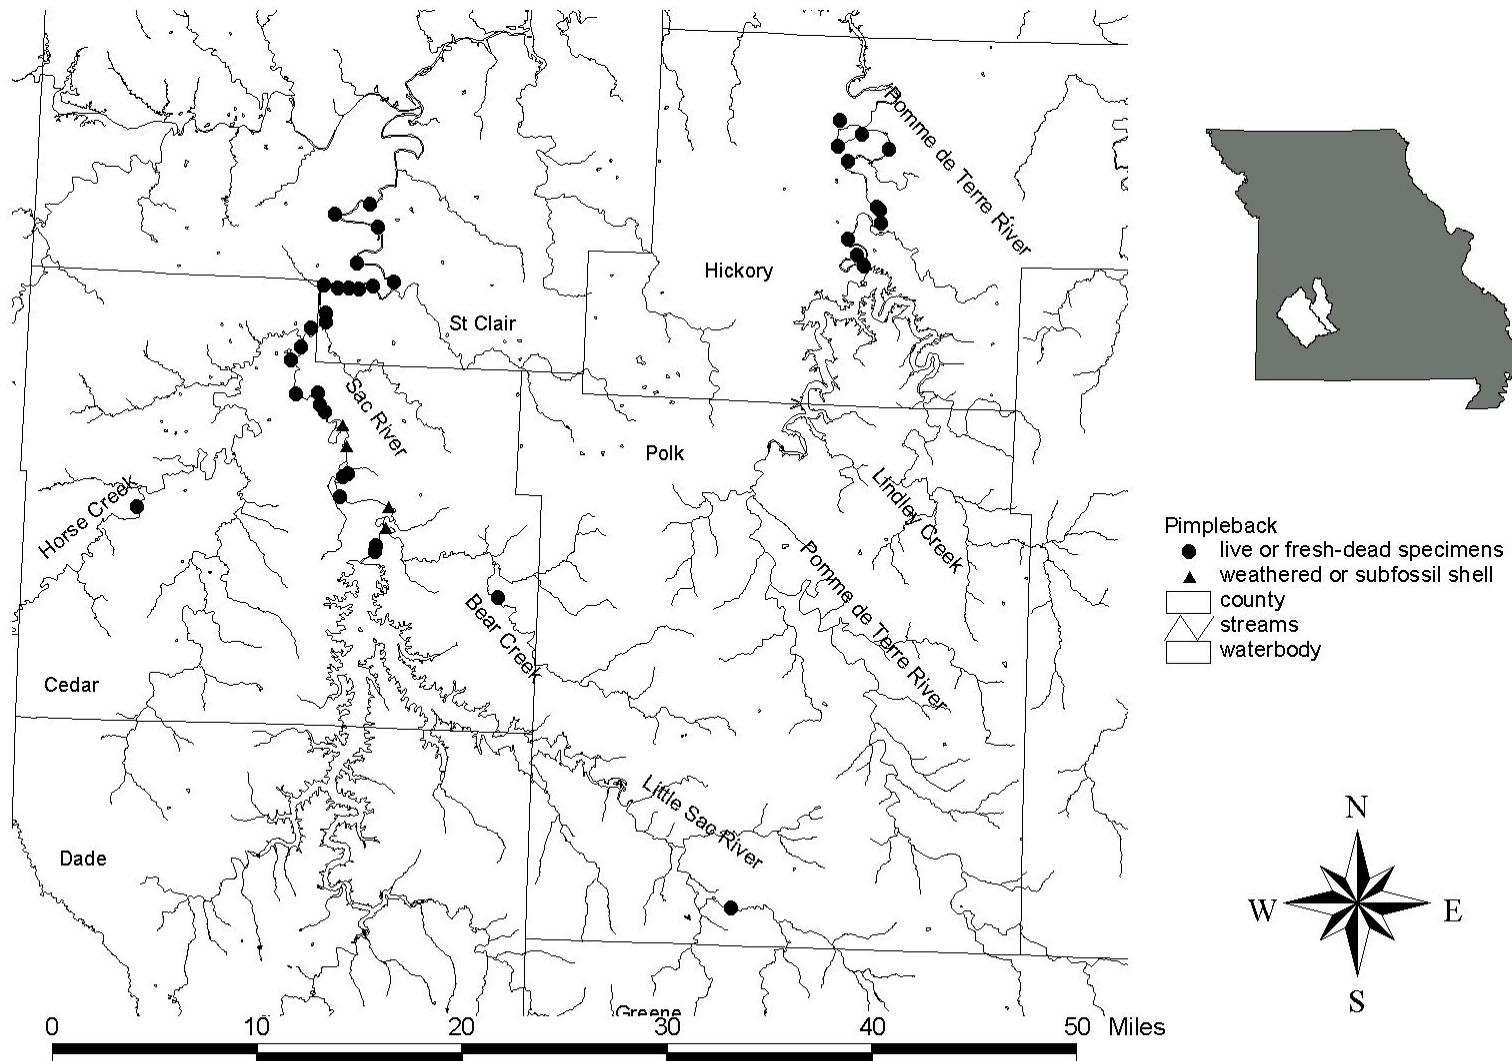 Pomme de Terre River
Hickory
St Clair
Sac River
Polk
Horse Creek
Lindley Creek
Pomme de Terre River
Bear Creek
Cedar
Little Sac River
Dade
Greene
0 10 20 30 40 50 Miles
Pimpleback
live or fresh-dead specimens
weathered or subfossil shell
county
streams
waterbody
N
W E
S